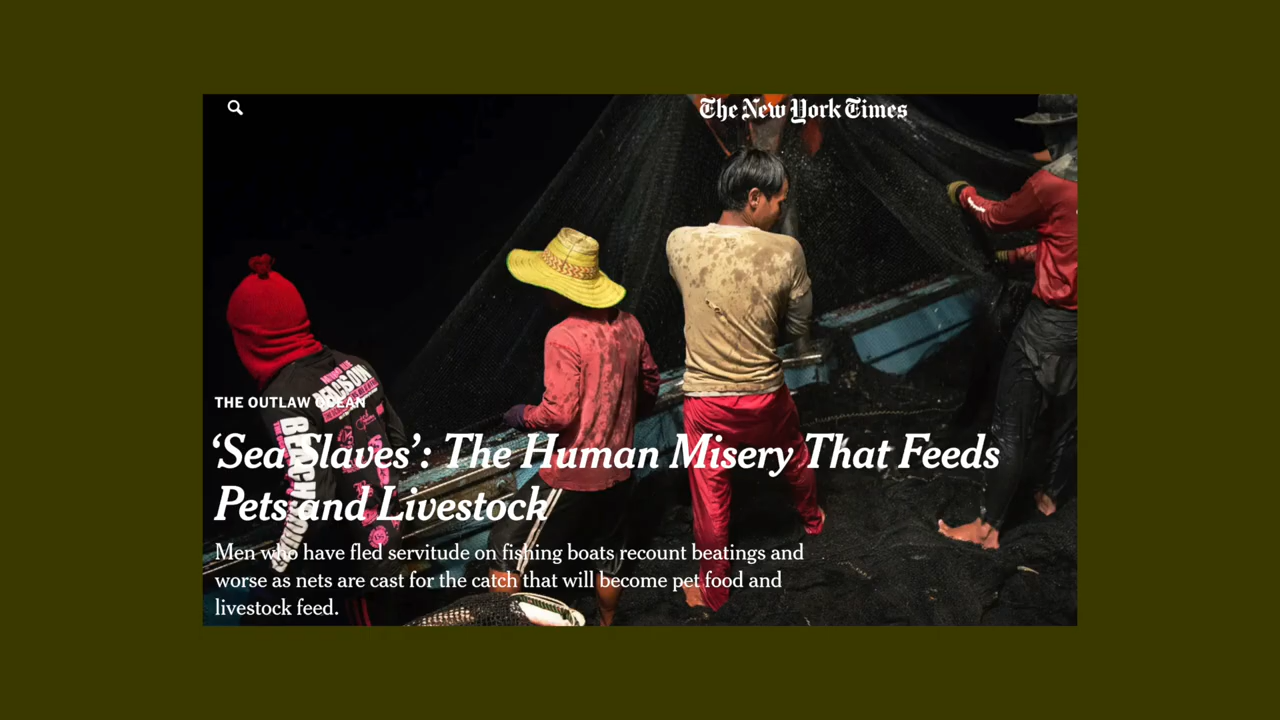 The New York Times
THE OUTLAW OCEAN
‘Sea Slaves’: The Human Misery That Feeds
Pets and Livestock
Men who have fled servitude on fishing boats recount beatings and
worse as nets are cast for the catch that will become pet food and
livestock feed.